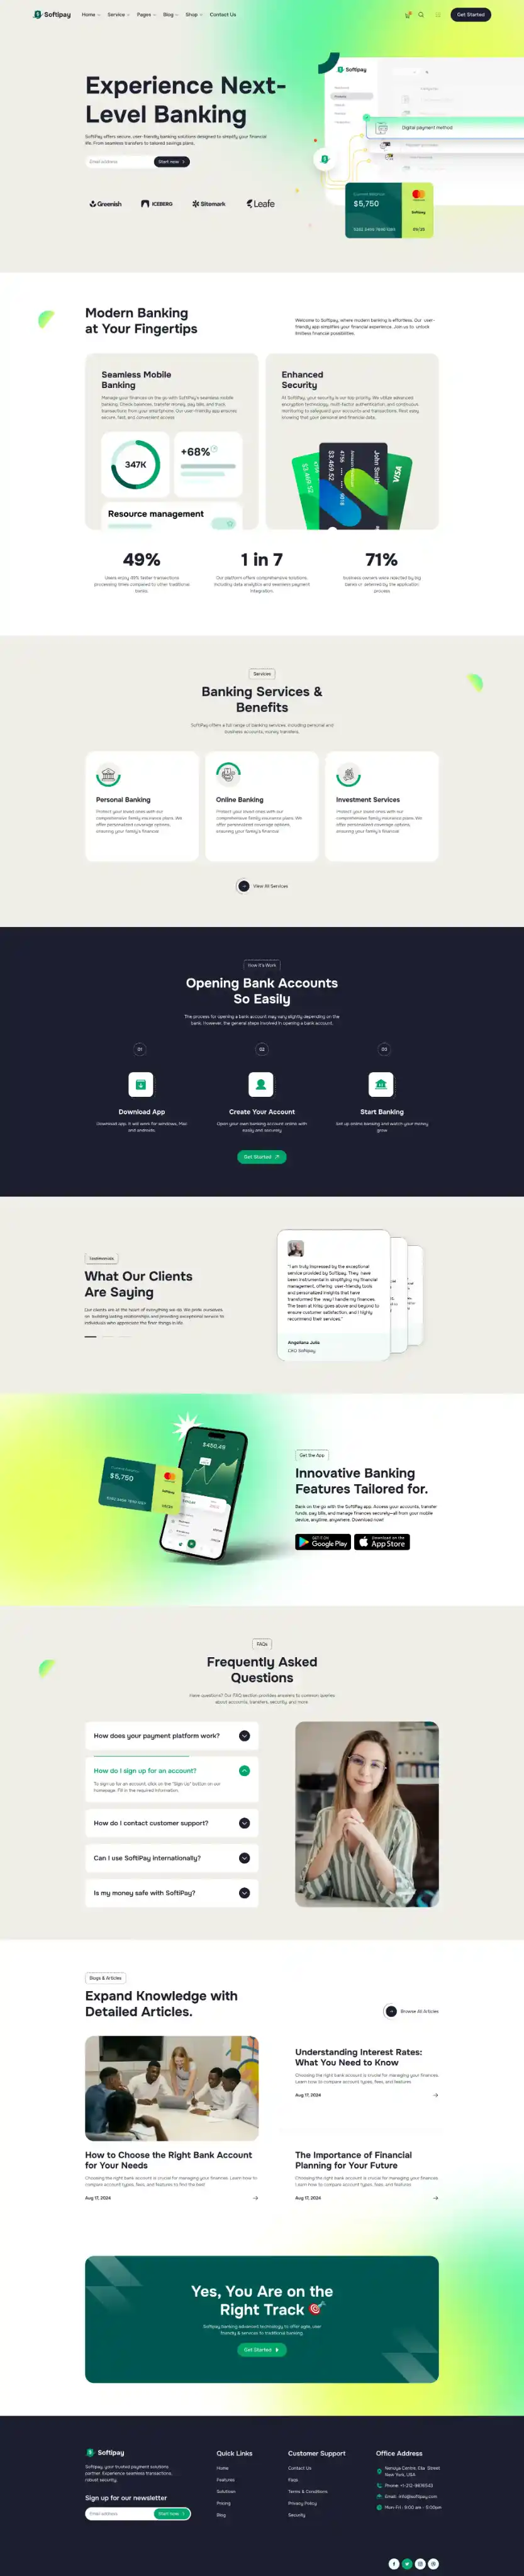 Softipay
Home
Service
Pages
Blog
Shop
Contact Us
Get Started
Experience Next-
Level Banking
Softipay offers secure, user-friendly banking solutions designed to simplify your financial
life. From seamless transfers to tailored savings plans.
Email address
Start now
Greenish
ICEBERG
Bitemark
Leafe
Softipay
Digital payment method
$5,750
Modern Banking
at Your Fingertips
Welcome to Softipay, where modern banking is effortless. Our user-
friendly app simplifies your financial experience. Join us to unlock
limitless financial possibilities.
Seamless Mobile
Banking
Manage your finances on the go with SoftiPay's seamless mobile
banking. Check balances, transfer money, pay bills, and track
transactions from your smartphone. Our user-friendly app ensures
secure, fast, and convenient access
347K
+68%
Resource management
Enhanced
Security
At SoftiPay, your security is our top priority. We utilize advanced
encryption technology, multi-factor authentication, and continuous
monitoring to safeguard your accounts and transactions. Rest easy
knowing that your personal and financial data.
$3,469.52
John Smith
VISA
49%
Users enjoy 49% faster transactions
processing times compared to other traditional
banks
1 in 7
Our platform offers comprehensive solutions,
including data analytics and seamless payment
integration.
71%
business owners were rejected by big
banks or deterred by the application
process
Services
Banking Services &
Benefits
SoftiPay offers a full range of banking services, including personal and
business accounts, money transfers.
Personal Banking
Protect your loved ones with our
comprehensive family insurance plans. We
offer personalized coverage options,
ensuring your family's financial
Online Banking
Protect your loved ones with our
comprehensive family insurance plans. We
offer personalized coverage options,
ensuring your family's financial
Investment Services
Protect your loved ones with our
comprehensive family insurance plans. We
offer personalized coverage options,
ensuring your family's financial
View All Services
How It's Work
Opening Bank Accounts
So Easily
The process for opening a bank account may vary slightly depending on the
bank. However, the general steps involved in opening a bank account.
01
02
03
Download App
Download app. It will work for windows, Mac
and androids
Create Your Account
Open your own banking account online with
easily and securely
Start Banking
Set up online banking and watch your money
grow
Get Started
Testimonials
What Our Clients
Are Saying
Our clients are at the heart of everything we do. We pride ourselves
on building lasting relationships and providing exceptional service to
individuals who appreciate the finer things in life.
"I am truly impressed by the exceptional
service provided by Softipay. They have
been instrumental in simplifying my financial
management, offering user-friendly tools
and personalized insights that have
transformed the way I handle my finances.
The team at httqs goes above and beyond to
ensure customer satisfaction, and I highly
recommend their services."
Angoliana Julia
CEO Softipay
$450,49
$5,750
Get the App
Innovative Banking
Features Tailored for.
Bank on the go with the SoftiPay app. Access your accounts, transfer
funds, pay bills, and manage finances securely—all from your mobile
device, anytime, anywhere. Download now!
GET IT ON
Google Play
Download on the
App Store
FAQs
Frequently Asked
Questions
Have questions? Our FAQ section provides answers to common queries
about accounts, transfers, security, and more.
How does your payment platform work?
How do I sign up for an account?
To sign up for an account, click on the "Sign Up" button on our
homepage. Fill in the required information.
How do I contact customer support?
Can I use SoftiPay internationally?
Is my money safe with SoftiPay?
Blogs & Articles
Expand Knowledge with
Detailed Articles.
Browse All Articles
How to Choose the Right Bank Account
for Your Needs
Choosing the right bank account is crucial for managing your finances. Learn how to
compare account types, fees, and features to find the best
Aug 17, 2024
Understanding Interest Rates:
What You Need to Know
Choosing the right bank account is crucial for managing your finances.
Learn how to compare account types, fees, and features
Aug 17, 2024
The Importance of Financial
Planning for Your Future
Choosing the right bank account is crucial for managing your finances.
Learn how to compare account types, fees, and features
Aug 17, 2024
Yes, You Are on the
Right Track
Softipay banking advanced technology to offer agile, user
friendly & services to traditional banking.
Get Started
Softipay
Softipay, your trusted payment solutions
partner. Experience seamless transactions,
robust security.
Sign up for our newsletter
Email address
Start now
Quick Links
Home
Features
Solutions
Pricing
Blog
Customer Support
Contact Us
Faqs
Terms & Conditions
Privacy Policy
Security
Office Address
New York, USA
Email: info@softipay.com
Mon-Fri: 9:00 am - 5:00pm